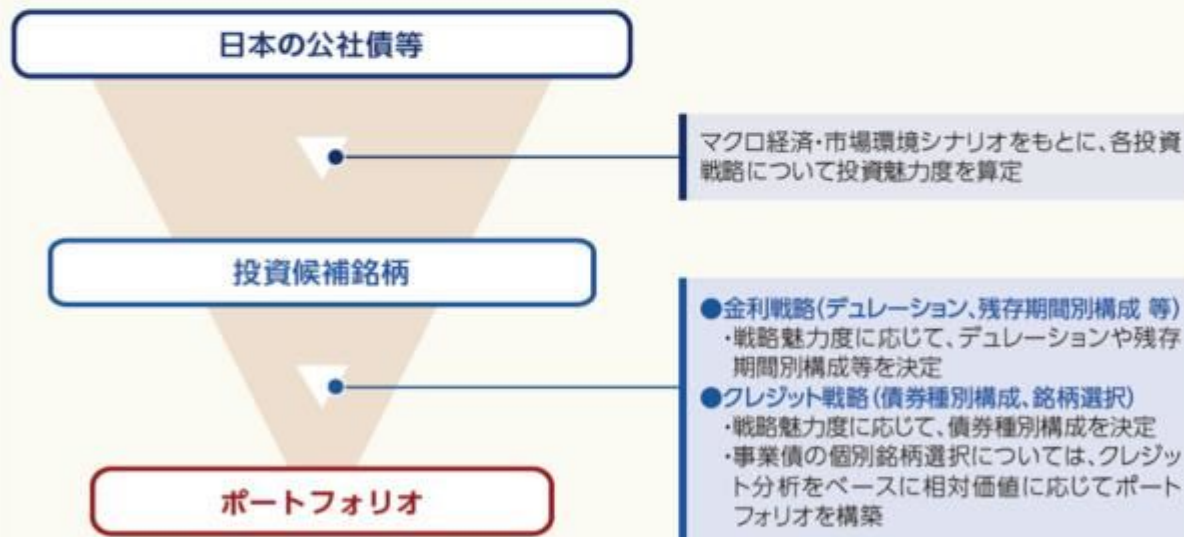 日本の公社債等
マクロ経済・市場環境シナリオをもとに、各投資
戦略について投資魅力度を算定
投資候補銘柄
●金利戦略(デュレーション、残存期間別構成 等)
・戦略魅力度に応じて、デュレーションや残存
期間別構成等を決定
●クレジット戦略(債券種別構成、銘柄選択)
・戦略魅力度に応じて、債券種別構成を決定
・事業債の個別銘柄選択については、クレジッ
ト分析をベースに相対価値に応じてポート
フォリオを構築
ポートフォリオ